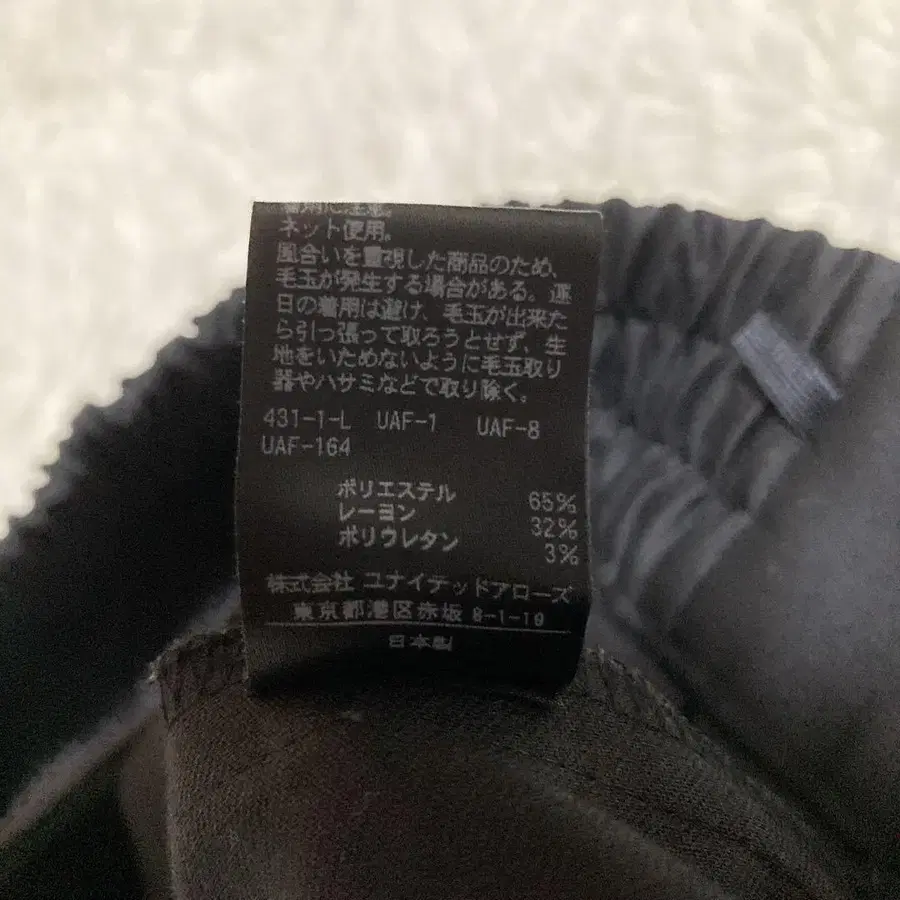 着用に注意。
ネット使用。
風合いを重視した商品のため、
毛玉が発生する場合がある。連
日の着用は避け、毛玉が出来た
ら引っ張って取ろうとせず、生
地をいためないように毛玉取り
器やハサミなどで取り除く。
431-1-L UAF-1 UAF-8
UAF-164
ポリエステル 65%
レーヨン 32%
ポリウレタン 3%
株式会社 ユナイテッドアローズ
東京都港区赤坂 8-1-19
日本製